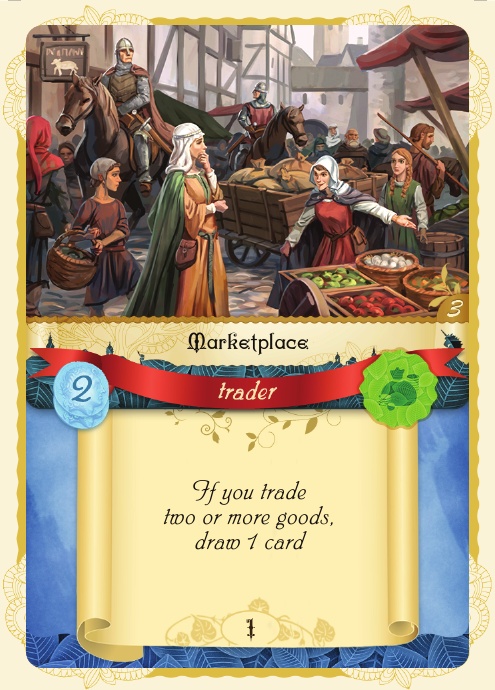 3
Marketplace
2
trader
If you trade
two or more goods,
draw 1 card
1